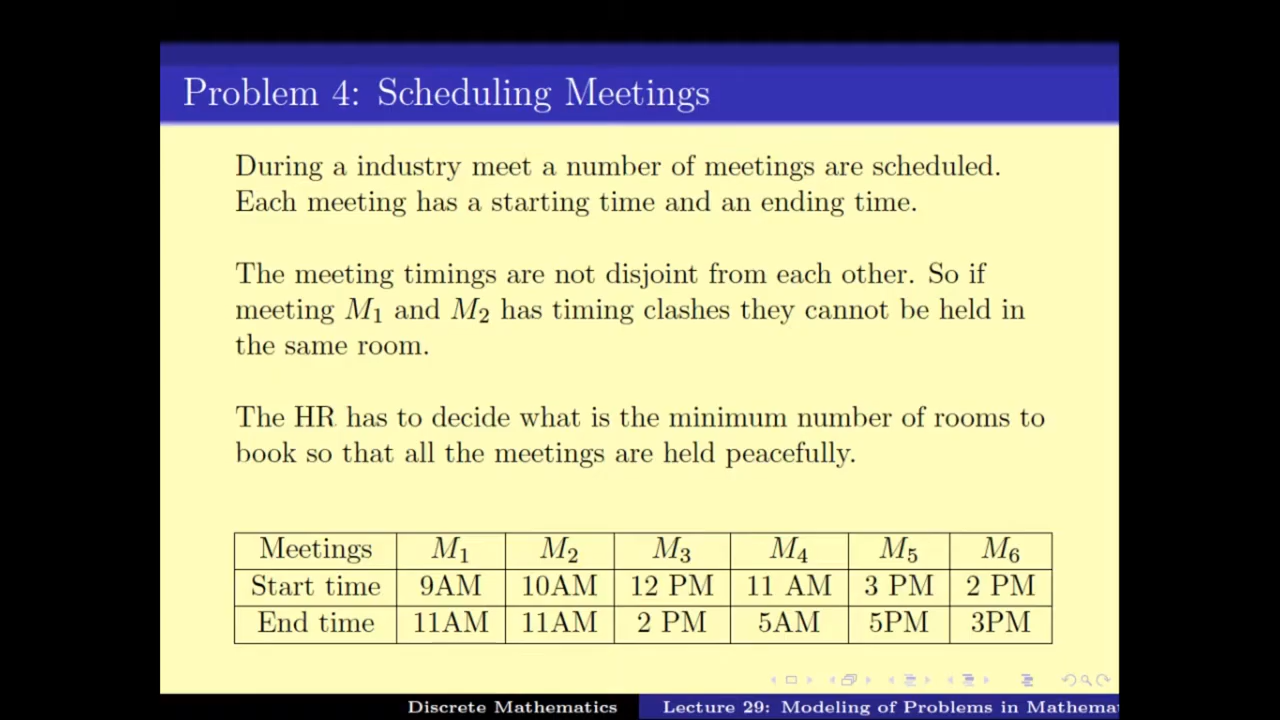 Problem 4: Scheduling Meetings
During a industry meet a number of meetings are scheduled.
Each meeting has a starting time and an ending time.
The meeting timings are not disjoint from each other. So if
meeting M₁ and M₂ has timing clashes they cannot be held in
the same room.
The HR has to decide what is the minimum number of rooms to
book so that all the meetings are held peacefully.
Meetings M₁ M₂ M₃ M₄ M₅ M₆
Start time 9AM 10AM 12 PM 11 AM 3 PM 2 PM
End time 11AM 11AM 2 PM 5AM 5PM 3PM
Discrete Mathematics Lecture 29: Modeling of Problems in Mathema